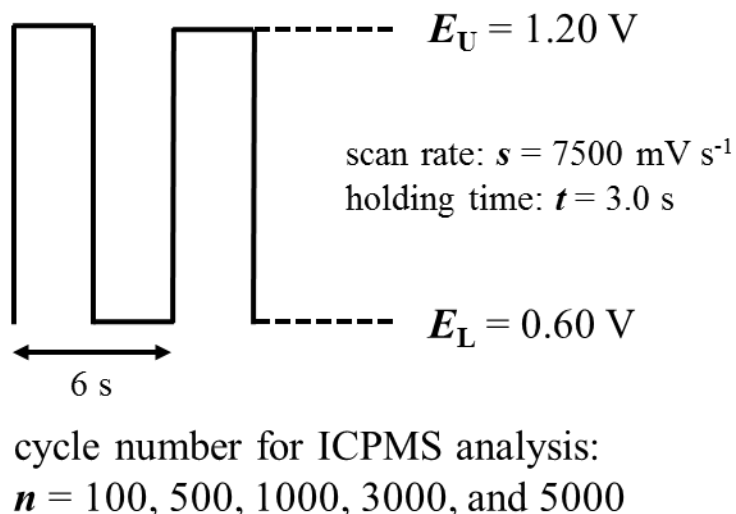 E_U = 1.20 V
scan rate: s = 7500 mV s⁻¹
holding time: t = 3.0 s
E_L = 0.60 V
6 s
cycle number for ICPMS analysis:
n = 100, 500, 1000, 3000, and 5000